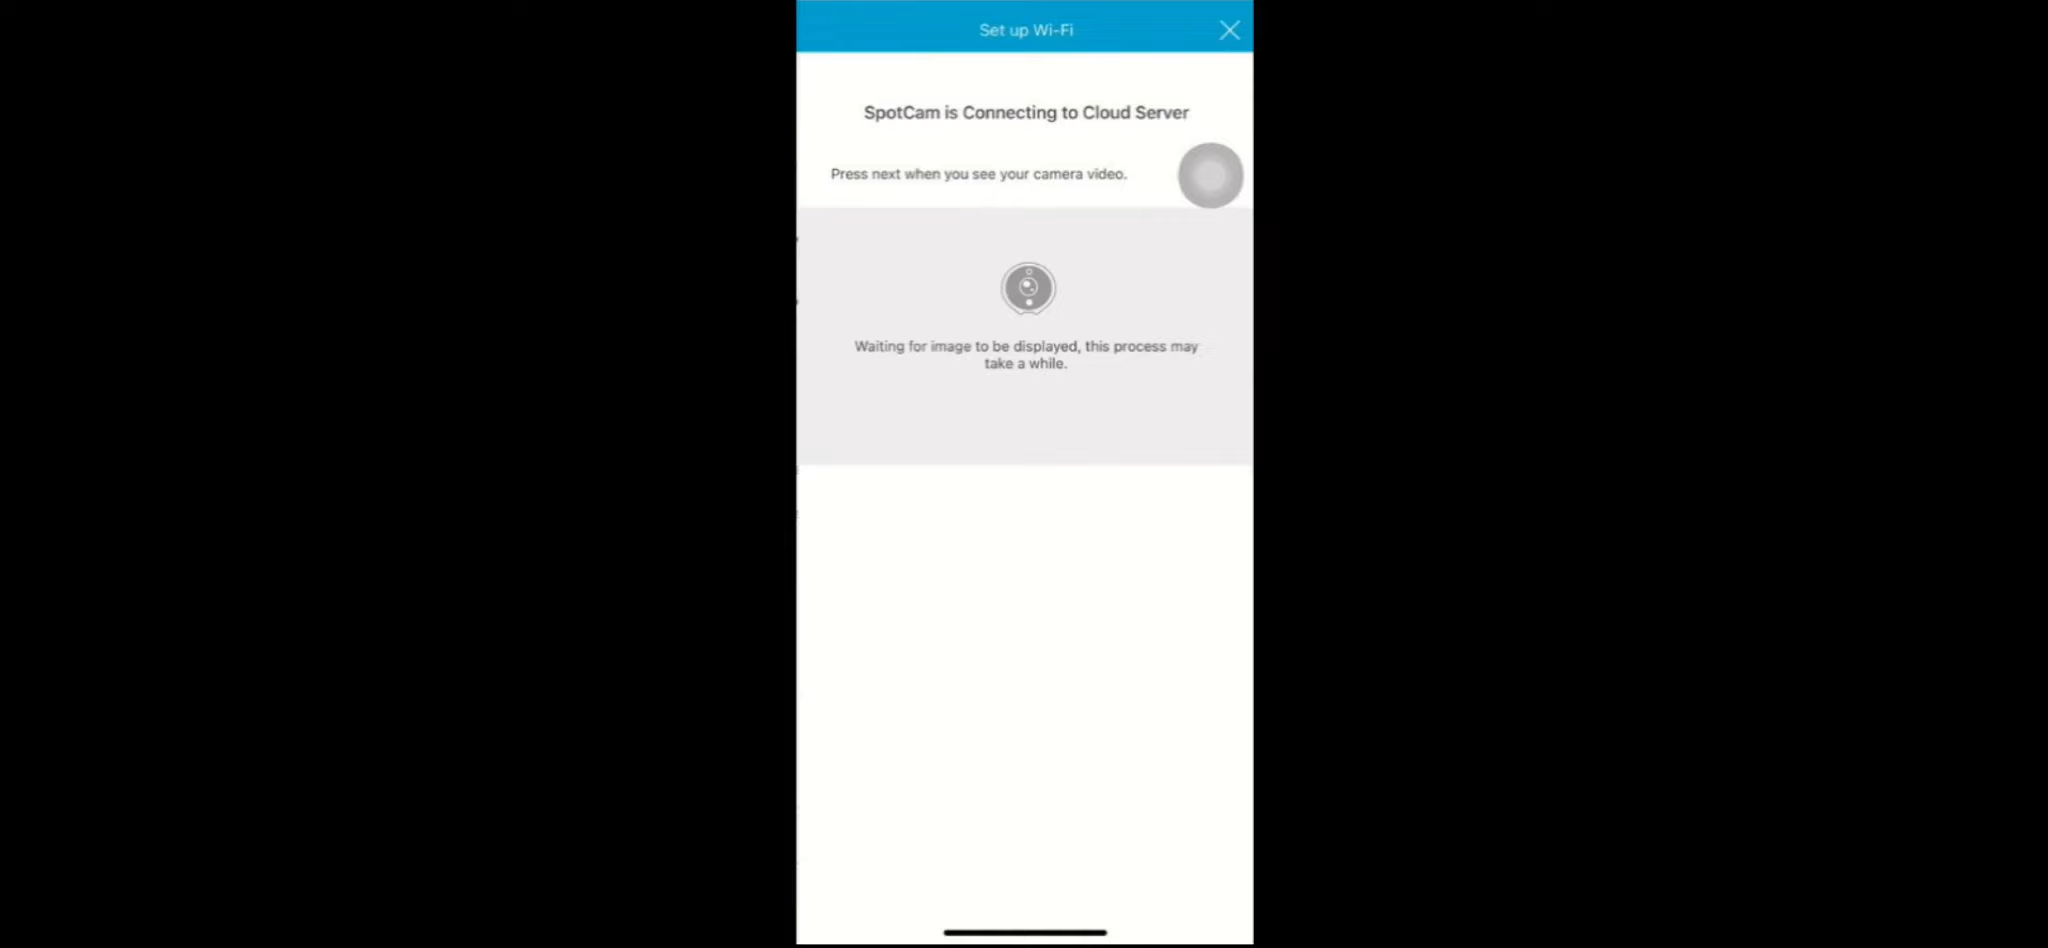 Set up Wi-Fi
SpotCam is Connecting to Cloud Server
Press next when you see your camera video.
Waiting for image to be displayed, this process may
take a while.